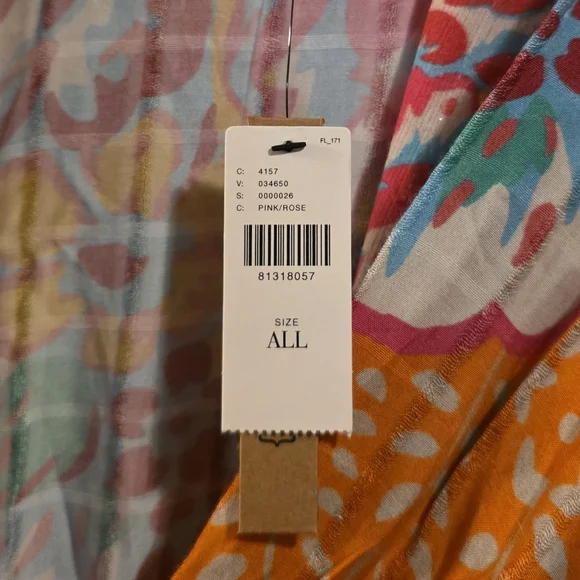 FL_171
C: 4157
V: 034650
S: 0000026
C: PINK/ROSE
81318057
SIZE
ALL